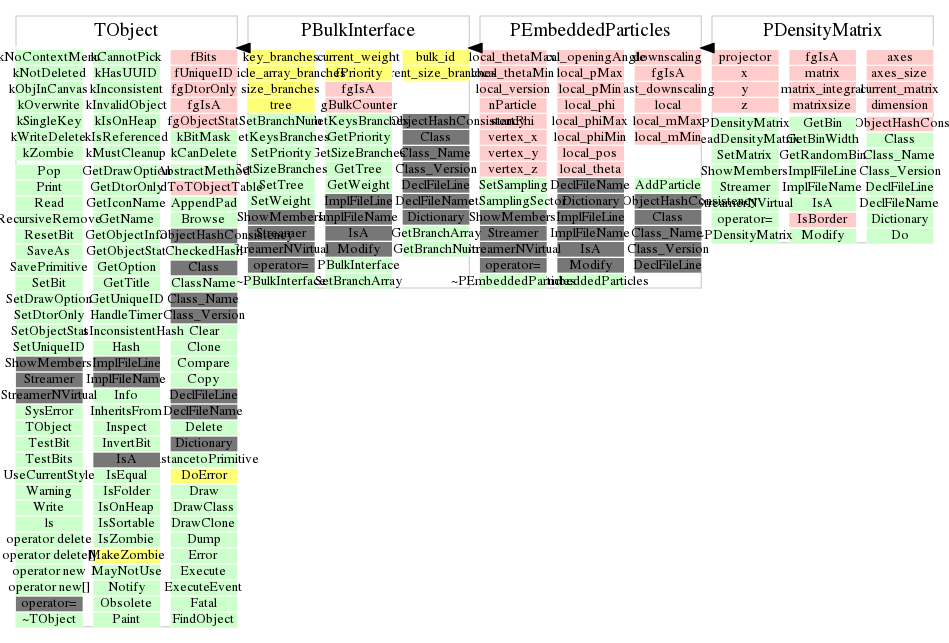 TObject PBulkInterface PEmbeddedParticles PDensityMatrix
kCannotPick fBits
kNotDeleted kHasUUID fUniqueID
kObjInCanvas kInconsistent fgDtorOnly
kOverwrite kInvalidObject fgIsA
kSingleKey kIsOnHeap
kWriteDelete kIsReferenced kBitMask
kZombie kMustCleanup kCanDelete
Pop
Print GetDtorOnly
Read GetIconName AppendPad
RecursiveRemove GetName Browse
ResetBit
SaveAs CheckedHash
SavePrimitive GetOption Class
SetBit GetTitle ClassName
SetDrawOption GetUniqueID Class_Name
SetDtorOnly HandleTimer Class_Version
Clear
SetUniqueID Hash Clone
ShowMembers ImplFileLine Compare
Streamer ImplFileName Copy
StreamerNVirtual Info DeclFileLine
SysError InheritsFrom DeclFileName
TObject Inspect Delete
TestBit InvertBit Dictionary
TestBits IsA
UseCurrentStyle IsEqual DoError
Warning IsFolder Draw
Write IsOnHeap DrawClass
ls IsSortable DrawClone
operator delete IsZombie Dump
MakeZombie Error
operator new MayNotUse Execute
operator new[] Notify ExecuteEvent
operator= Obsolete Fatal
~TObject Paint FindObject
key_branches current_weight bulk_id
fPriority
size_branches fgIsA
tree gBulkCounter
Class
GetPriority Class_Name
SetPriority Class_Version
GetTree DeclFileLine
SetTree GetWeight DeclFileName
SetWeight ImplFileLine Dictionary
ShowMembers ImplFileName GetBranchArray
Streamer IsA
Modify
operator= PBulkInterface
~PBulkInterface SetBranchArray
downscaling
local_thetaMin local_pMax fgIsA
local_version local_pMin
nParticle local_phi local
local_phiMax local_mMax
vertex_x local_phiMin local_mMin
vertex_y local_pos
vertex_z local_theta
SetSampling DeclFileName AddParticle
Dictionary
ShowMembers ImplFileLine Class
Streamer ImplFileName Class_Name
IsA Class_Version
operator= Modify DeclFileLine
projector fgIsA axes
x matrix axes_size
y matrix_integral current_matrix
z matrixsize dimension
PDensityMatrix GetBin
GetBinWidth Class
SetMatrix GetRandomBin Class_Name
ShowMembers ImplFileLine Class_Version
Streamer ImplFileName DeclFileLine
IsA DeclFileName
operator= IsBorder Dictionary
Modify Do